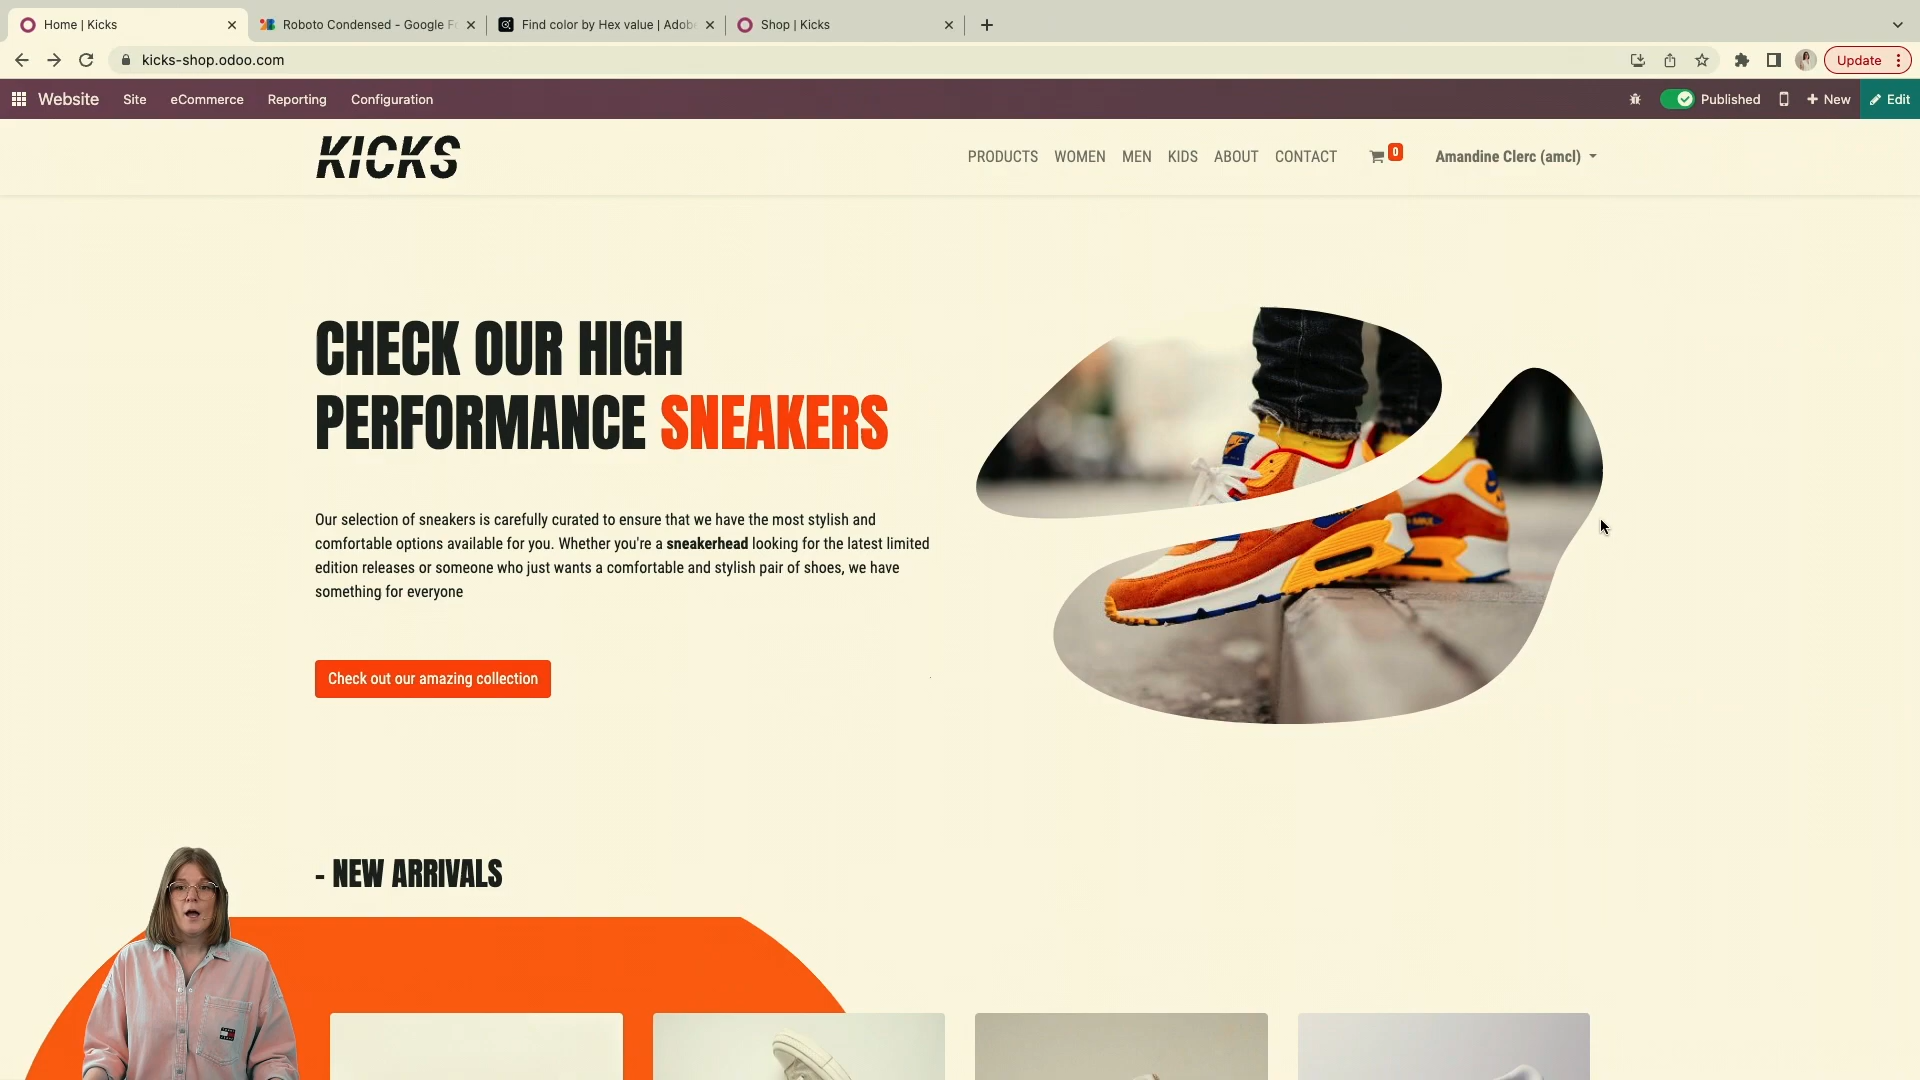 Home | Kicks
Roboto Condensed - Google Fo
Find color by Hex value | Adobe
Shop | Kicks
kicks-shop.odoo.com
Update
Website
Site
eCommerce
Reporting
Configuration
Published
New
Edit
KICKS
PRODUCTS
WOMEN
MEN
KIDS
ABOUT
CONTACT
0
Amandine Clerc (amcl)
CHECK OUR HIGH
PERFORMANCE SNEAKERS
Our selection of sneakers is carefully curated to ensure that we have the most stylish and
comfortable options available for you. Whether you're a sneakerhead looking for the latest limited
edition releases or someone who just wants a comfortable and stylish pair of shoes, we have
something for everyone
Check out our amazing collection
- NEW ARRIVALS